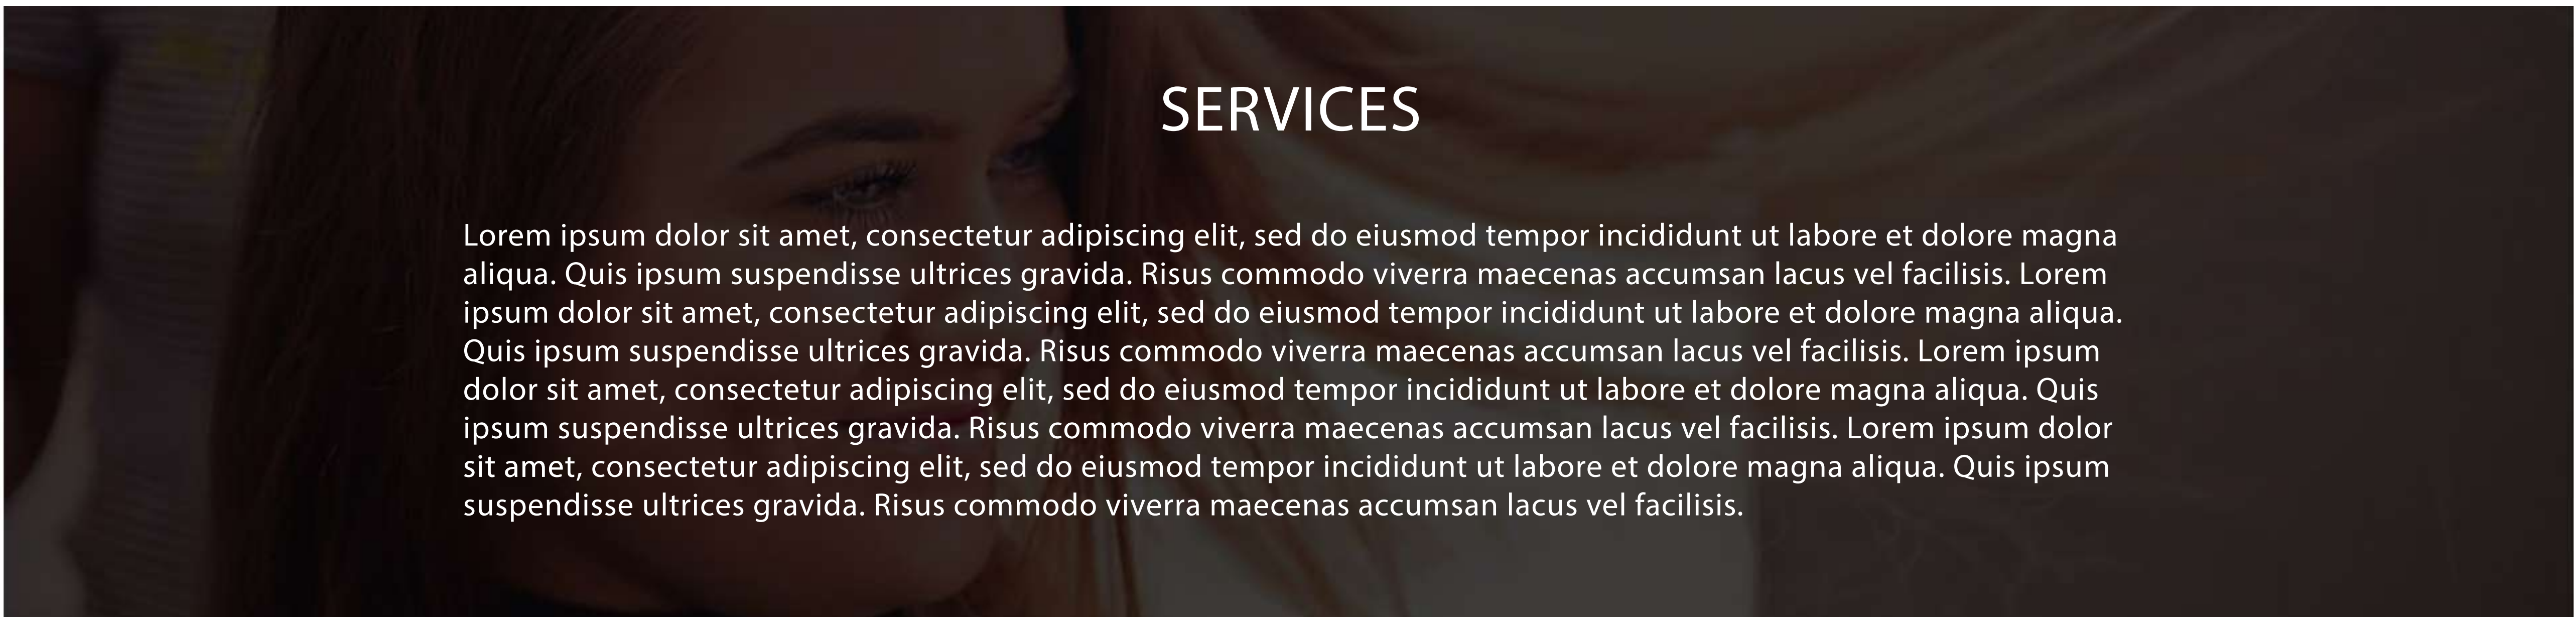 SERVICES
Lorem ipsum dolor sit amet, consectetur adipiscing elit, sed do eiusmod tempor incididunt ut labore et dolore magna
aliqua. Quis ipsum suspendisse ultrices gravida. Risus commodo viverra maecenas accumsan lacus vel facilisis. Lorem
ipsum dolor sit amet, consectetur adipiscing elit, sed do eiusmod tempor incididunt ut labore et dolore magna aliqua.
Quis ipsum suspendisse ultrices gravida. Risus commodo viverra maecenas accumsan lacus vel facilisis. Lorem ipsum
dolor sit amet, consectetur adipiscing elit, sed do eiusmod tempor incididunt ut labore et dolore magna aliqua. Quis
ipsum suspendisse ultrices gravida. Risus commodo viverra maecenas accumsan lacus vel facilisis. Lorem ipsum dolor
sit amet, consectetur adipiscing elit, sed do eiusmod tempor incididunt ut labore et dolore magna aliqua. Quis ipsum
suspendisse ultrices gravida. Risus commodo viverra maecenas accumsan lacus vel facilisis.